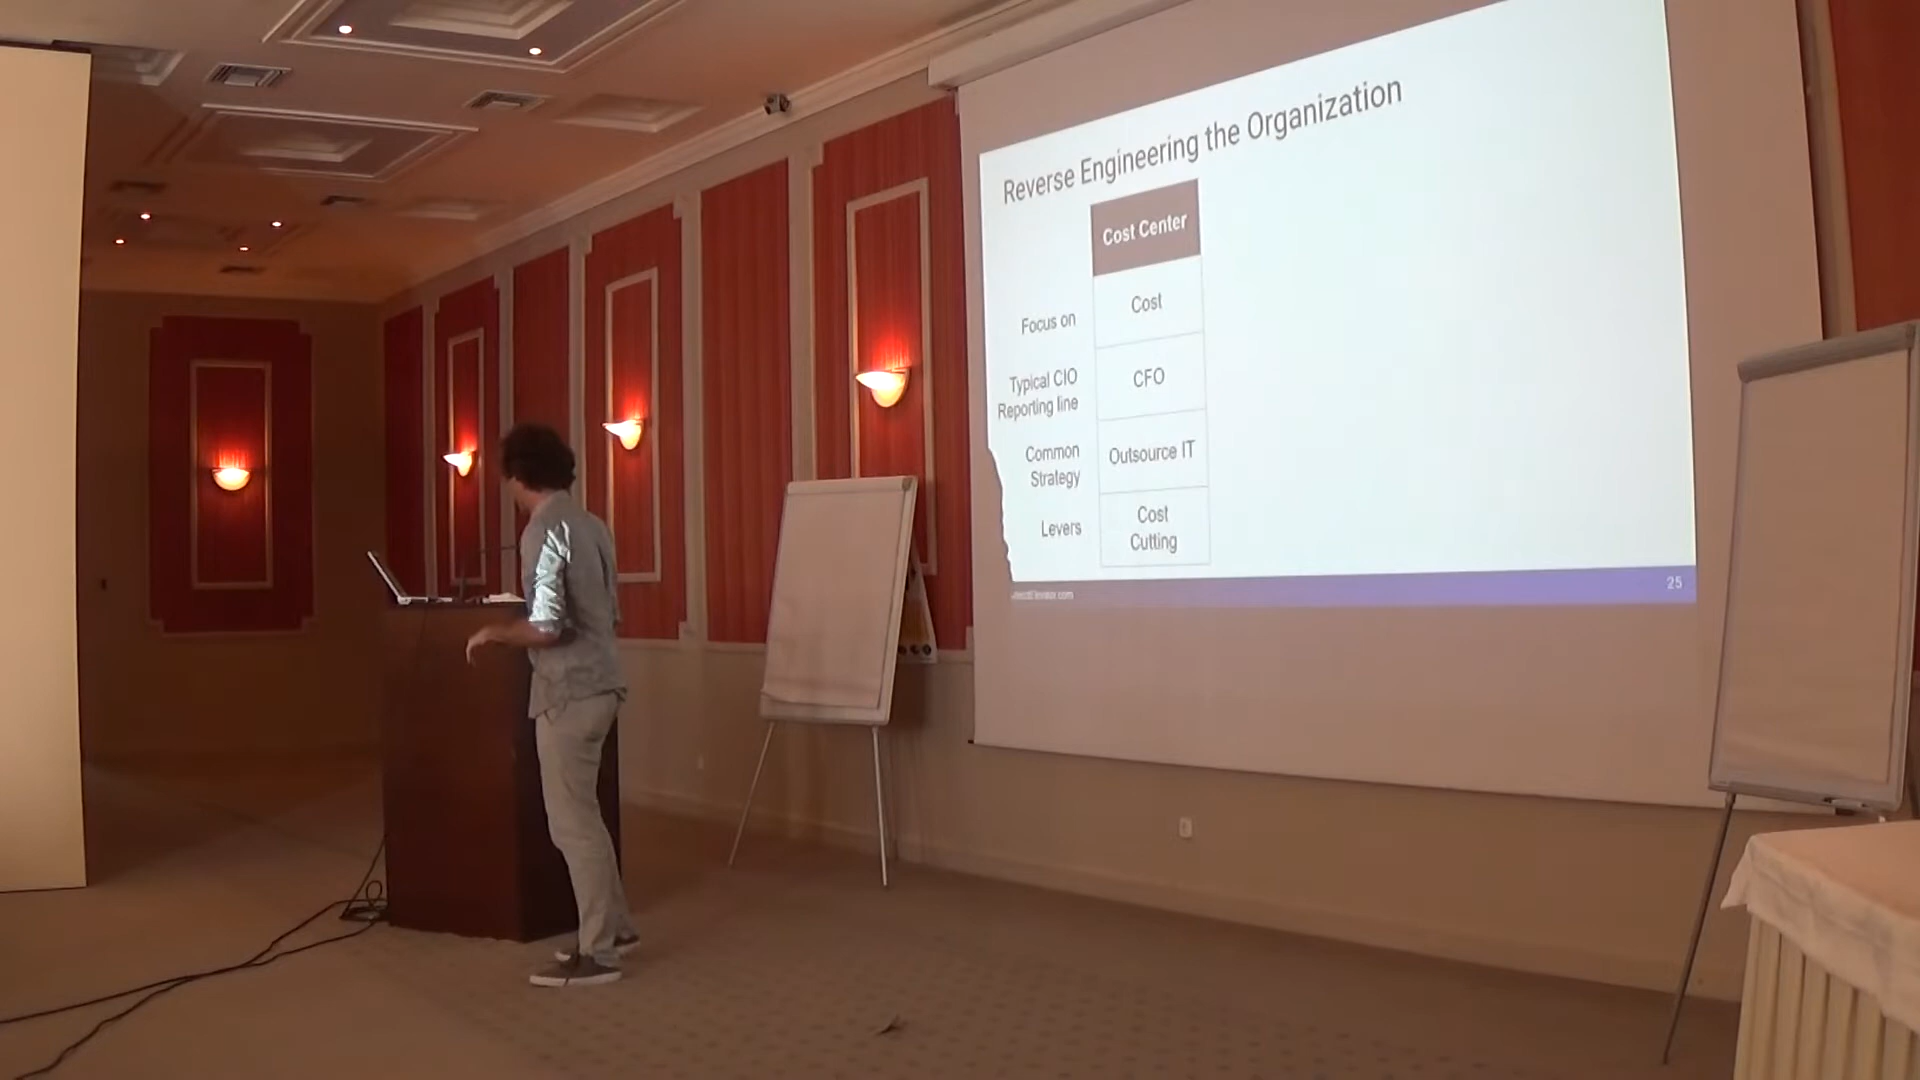 Reverse Engineering the Organization
Cost Center
Focus on
Cost
Typical CIO
Reporting line
CFO
Common
Strategy
Outsource IT
Levers
Cost
Cutting
25